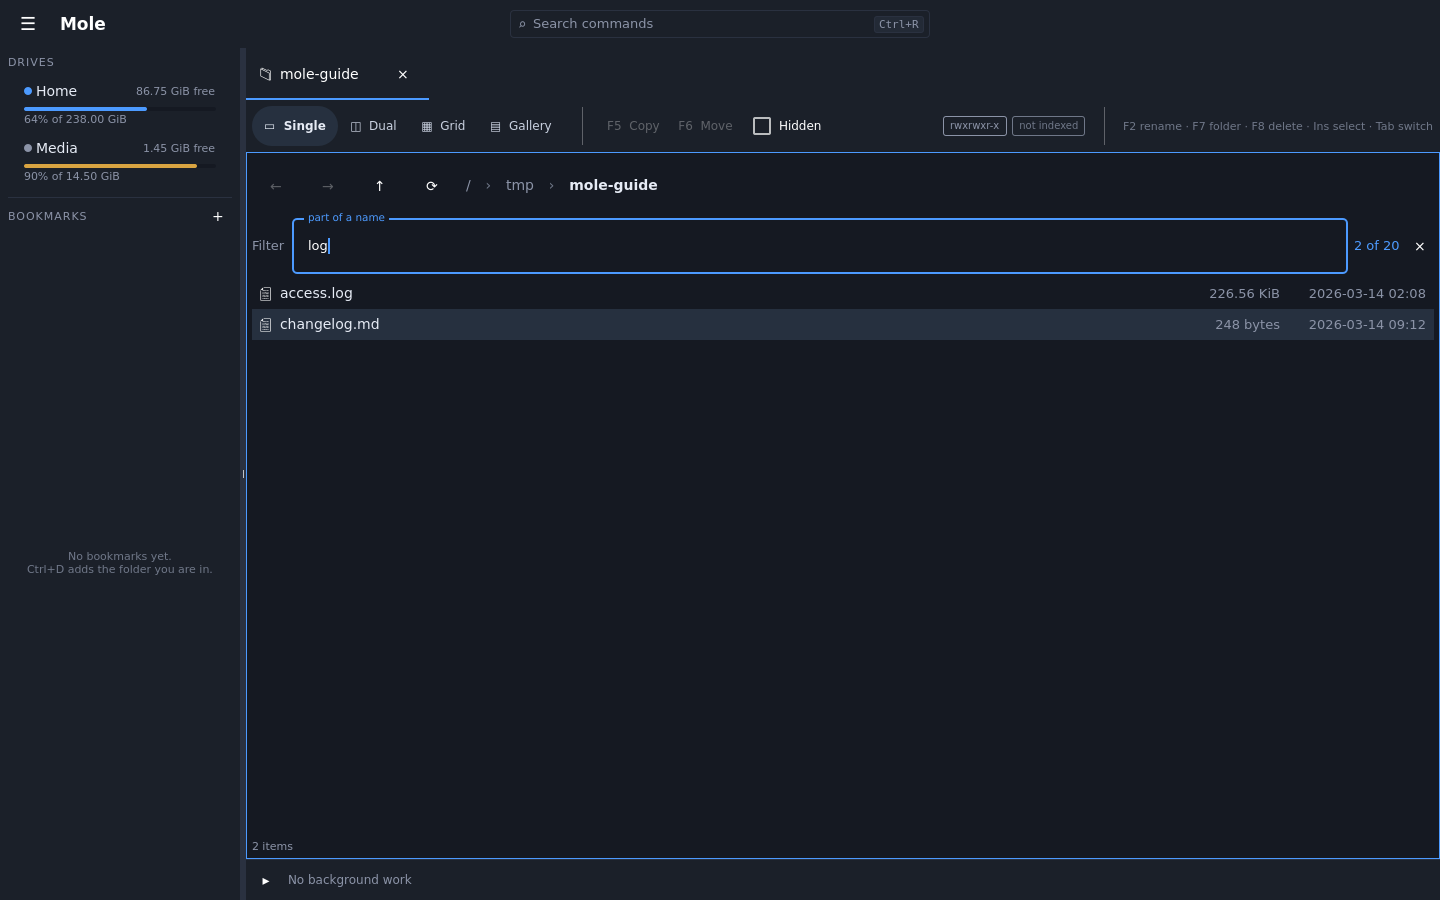 ☰ Mole
Search commands Ctrl+R
DRIVES
Home 86.75 GiB free
64% of 238.00 GiB
Media 1.45 GiB free
90% of 14.50 GiB
BOOKMARKS +
No bookmarks yet.
Ctrl+D adds the folder you are in.
mole-guide ×
Single Dual Grid Gallery F5 Copy F6 Move Hidden rwxrwxr-x not indexed F2 rename · F7 folder · F8 delete · Ins select · Tab switch
← → ↑ ⟳ / › tmp › mole-guide
part of a name
Filter log 2 of 20 ×
access.log 226.56 KiB 2026-03-14 02:08
changelog.md 248 bytes 2026-03-14 09:12
2 items
▶ No background work